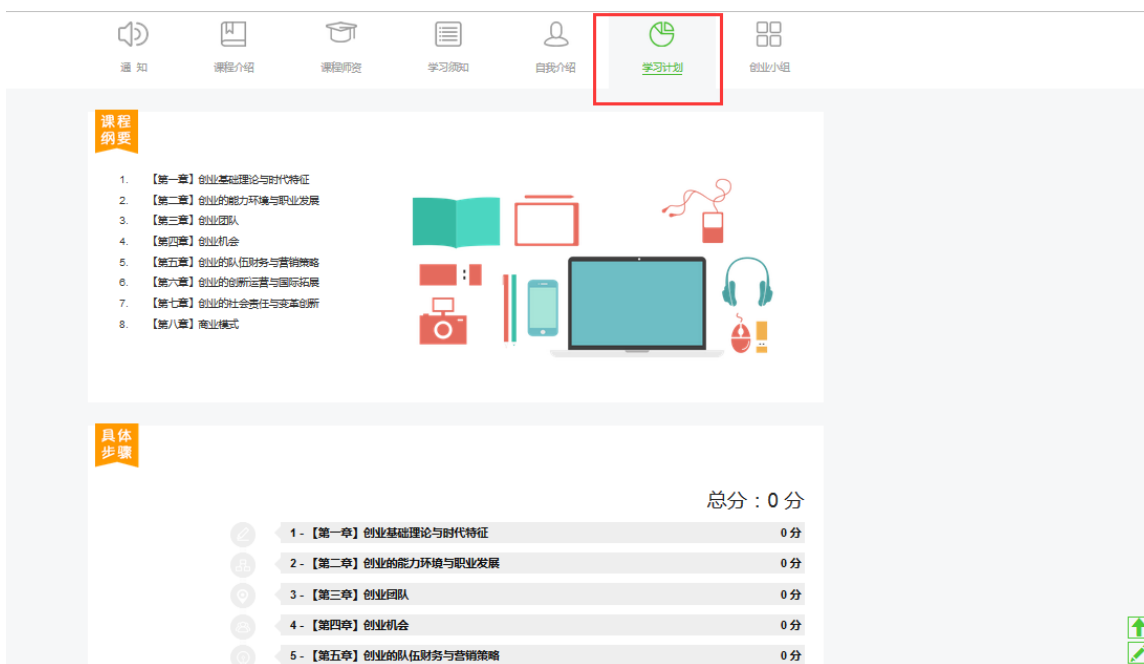 通 知
课程介绍
课程师资
学习须知
自我介绍
学习计划
创业小组
课程
纲要
1. 【第一章】创业基础理论与时代特征
2. 【第二章】创业的能力环境与职业发展
3. 【第三章】创业团队
4. 【第四章】创业机会
5. 【第五章】创业的队伍财务与营销策略
6. 【第六章】创业的创新运营与国际拓展
7. 【第七章】创业的社会责任与变革创新
8. 【第八章】商业模式
具体
步骤
总分：0 分
1 - 【第一章】创业基础理论与时代特征 0 分
2 - 【第二章】创业的能力环境与职业发展 0 分
3 - 【第三章】创业团队 0 分
4 - 【第四章】创业机会 0 分
5 - 【第五章】创业的队伍财务与营销策略 0 分